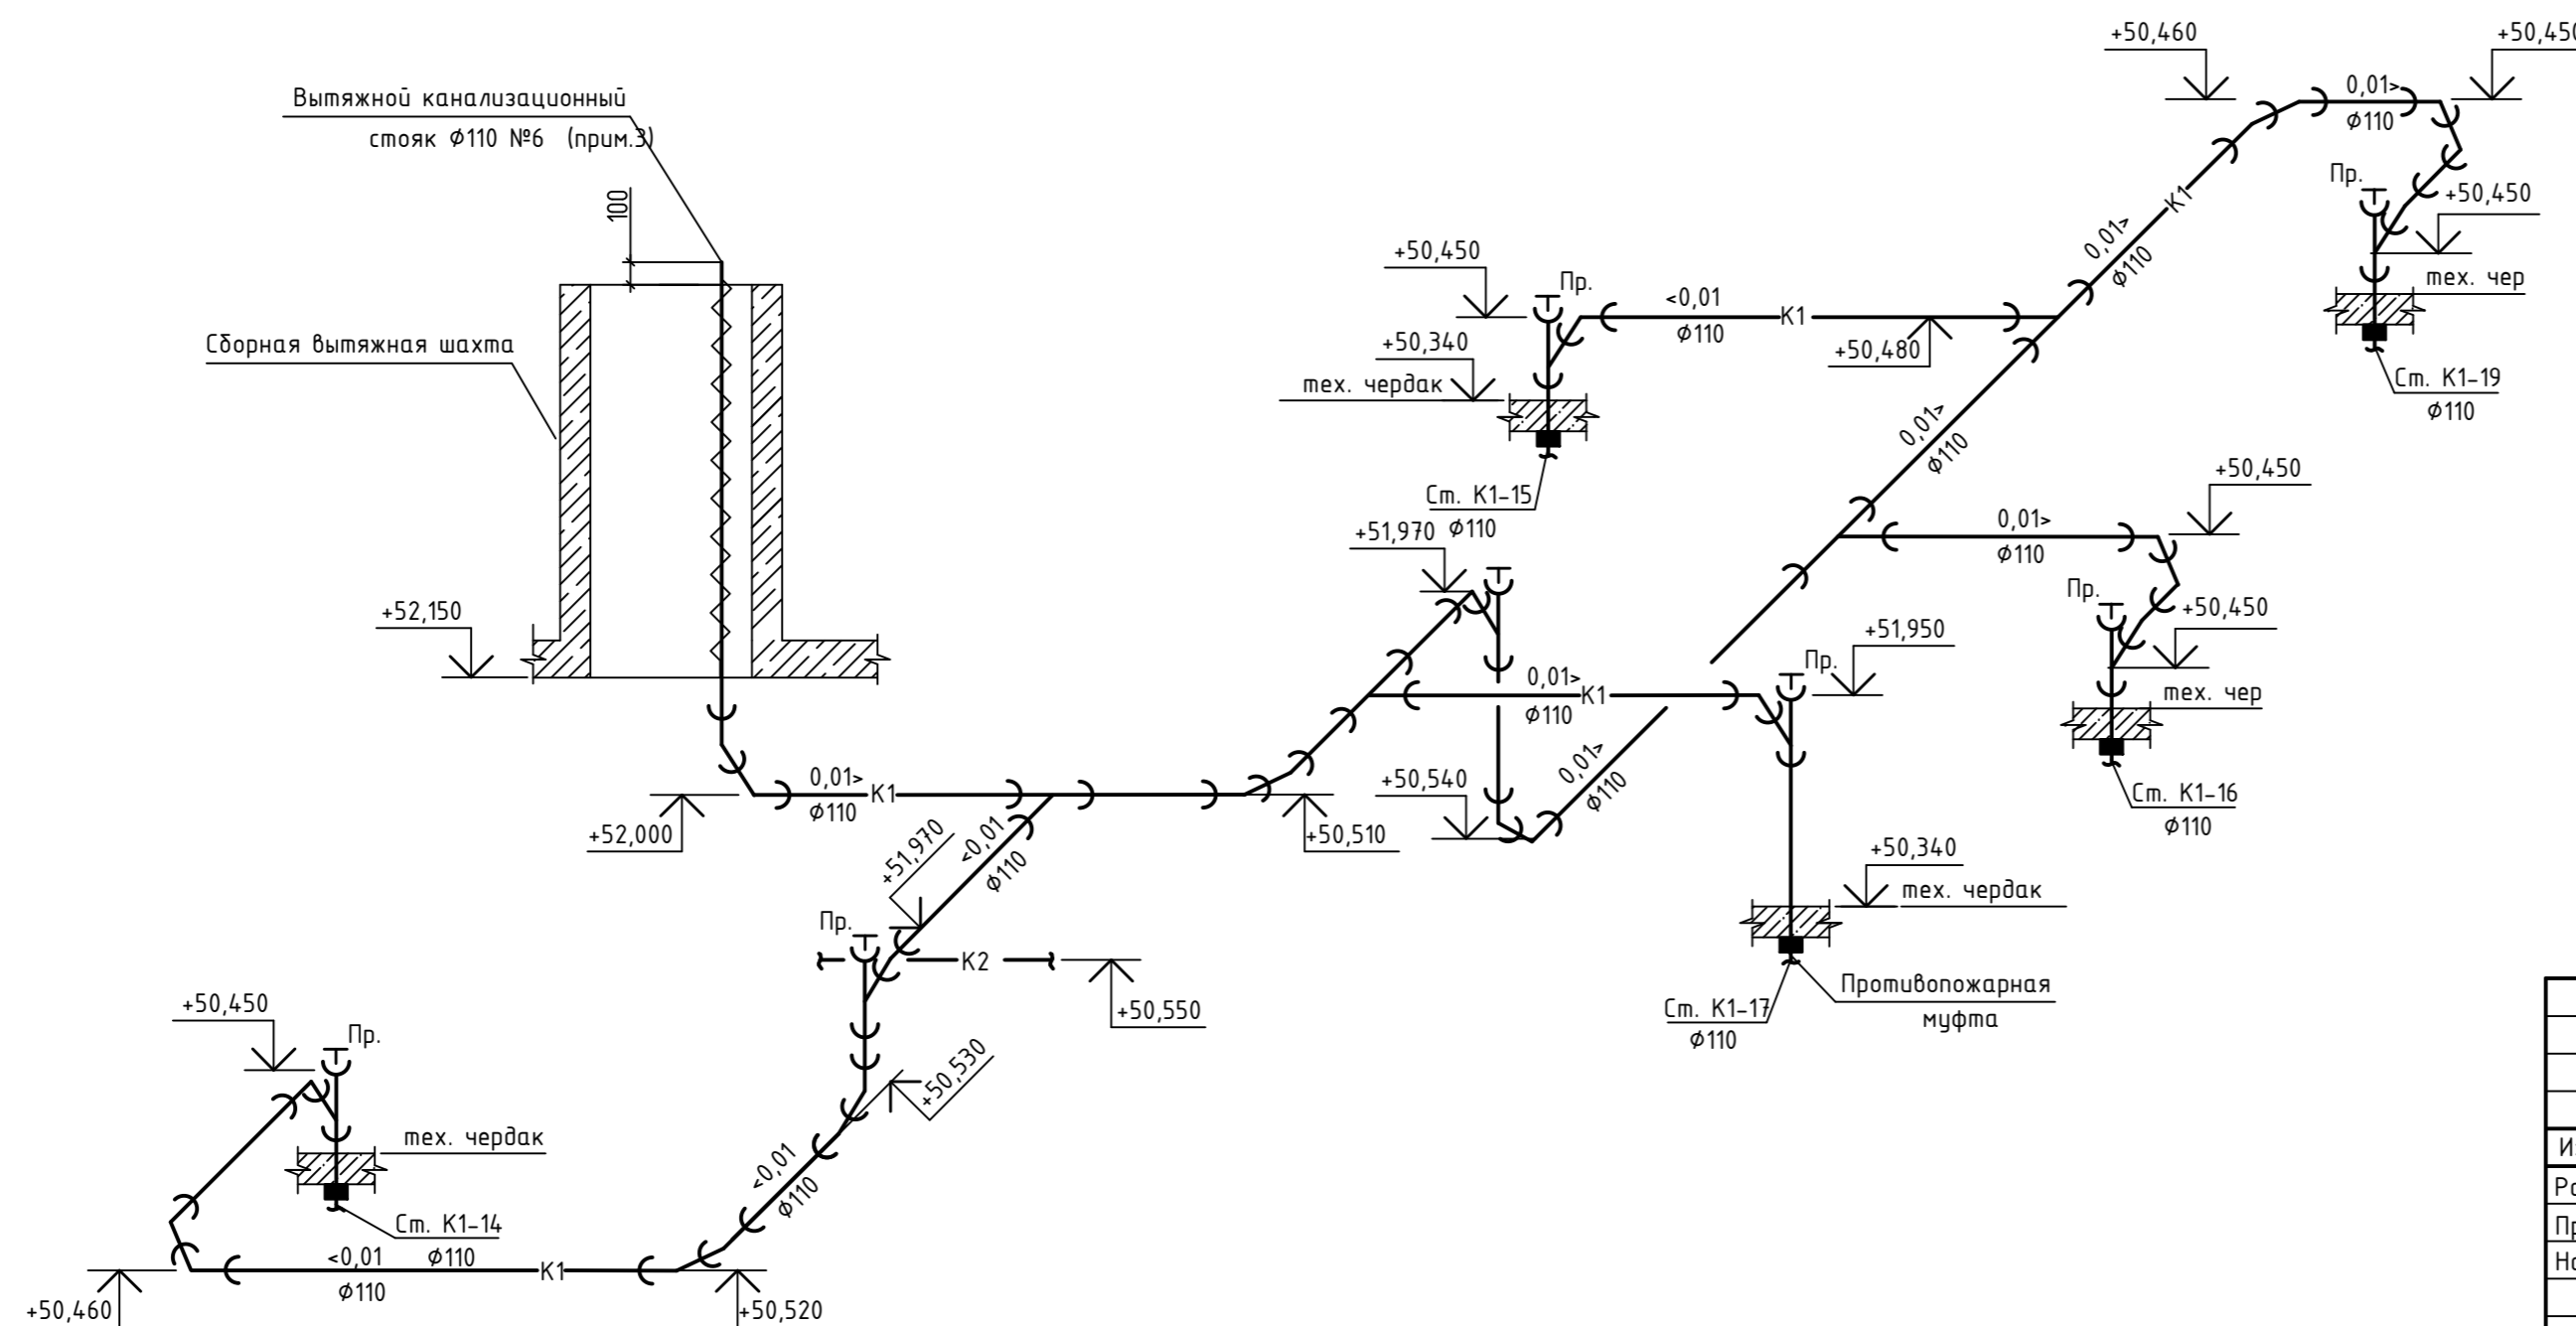 +50,460
+50,450
Вытяжной канализационный
стояк Ø110 №6 (прим.3)
0,01>
Ø110
100
Пр.
+50,450
К1
0,01>
Ø110
тех. чер
Ст. К1-19
Ø110
+50,450
Пр.
<0,01
Ø110
К1
+50,480
+50,340
тех. чердак
Ст. К1-15
Ø110
Сборная вытяжная шахта
0,01>
Ø110
+50,450
0,01>
Ø110
Пр.
+50,450
тех. чер
Ст. К1-16
Ø110
+51,970
+52,150
0,01>
К1
Ø110
Пр.
+51,950
0,01>
Ø110
+50,540
0,01>
К1
Ø110
+52,000
+50,510
+51,970
<0,01
Ø110
+50,340
тех. чердак
Ст. К1-17
Ø110
Противопожарная
муфта
Пр.
К2
+50,550
+50,530
+50,450
Пр.
тех. чердак
Ст. К1-14
Ø110
<0,01
Ø110
<0,01
Ø110
К1
+50,460
+50,520